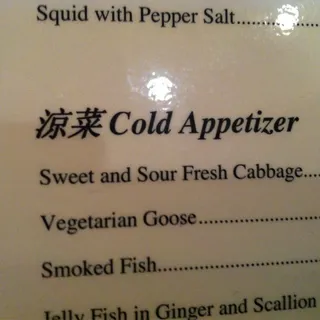 Squid with Pepper Salt..............
涼菜 Cold Appetizer
Sweet and Sour Fresh Cabbage....
Vegetarian Goose......................
Smoked Fish.............................
Jelly Fish in Ginger and Scallion